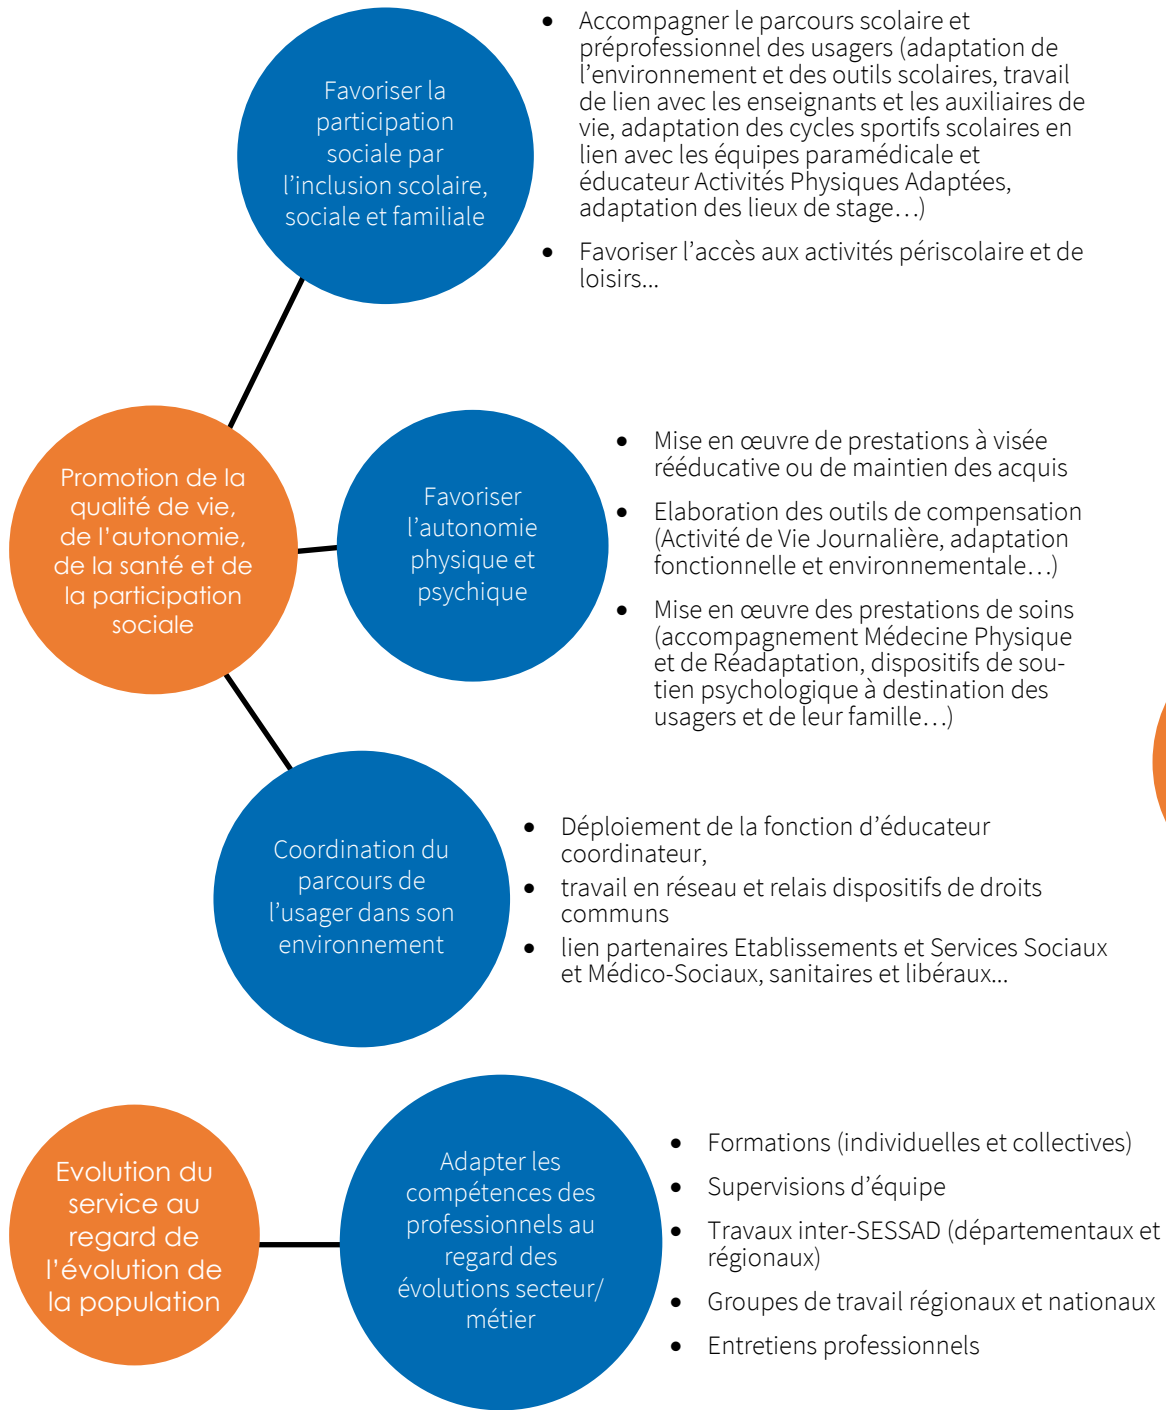 Favoriser la
participation
sociale par
l’inclusion scolaire,
sociale et familiale
• Accompagner le parcours scolaire et
préprofessionnel des usagers (adaptation de
l’environnement et des outils scolaires, travail
de lien avec les enseignants et les auxiliaires de
vie, adaptation des cycles sportifs scolaires en
lien avec les équipes paramédicale et
éducateur Activités Physiques Adaptées,
adaptation des lieux de stage…)
• Favoriser l’accès aux activités périscolaire et de
loisirs...
Promotion de la
qualité de vie,
de l’autonomie,
de la santé et de
la participation
sociale
Favoriser
l’autonomie
physique et
psychique
• Mise en œuvre de prestations à visée
rééducative ou de maintien des acquis
• Elaboration des outils de compensation
(Activité de Vie Journalière, adaptation
fonctionnelle et environnementale…)
• Mise en œuvre des prestations de soins
(accompagnement Médecine Physique
et de Réadaptation, dispositifs de sou-
tien psychologique à destination des
usagers et de leur famille…)
Coordination du
parcours de
l’usager dans son
environnement
• Déploiement de la fonction d’éducateur
coordinateur,
• travail en réseau et relais dispositifs de droits
communs
• lien partenaires Etablissements et Services Sociaux
et Médico-Sociaux, sanitaires et libéraux...
Evolution du
service au
regard de
l’évolution de
la population
Adapter les
compétences des
professionnels au
regard des
évolutions secteur/
métier
• Formations (individuelles et collectives)
• Supervisions d’équipe
• Travaux inter-SESSAD (départementaux et
régionaux)
• Groupes de travail régionaux et nationaux
• Entretiens professionnels